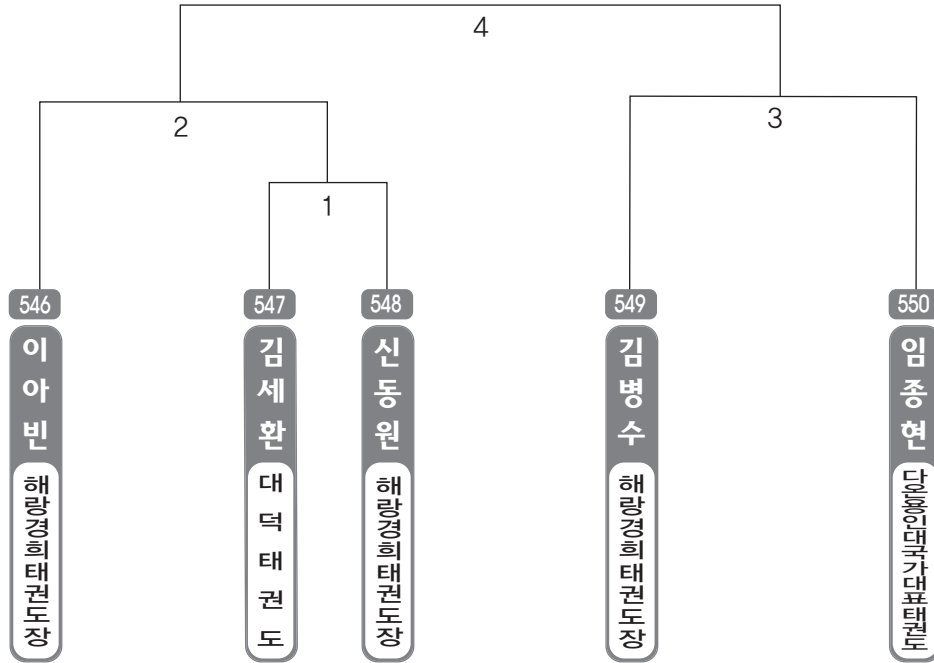 4
2
3
1
546
이아빈
해랑경희태권도장
547
김세환
대덕태권도
548
신동원
해랑경희태권도장
549
김병수
해랑경희태권도장
550
임종현
다온용인대국가대표태권도